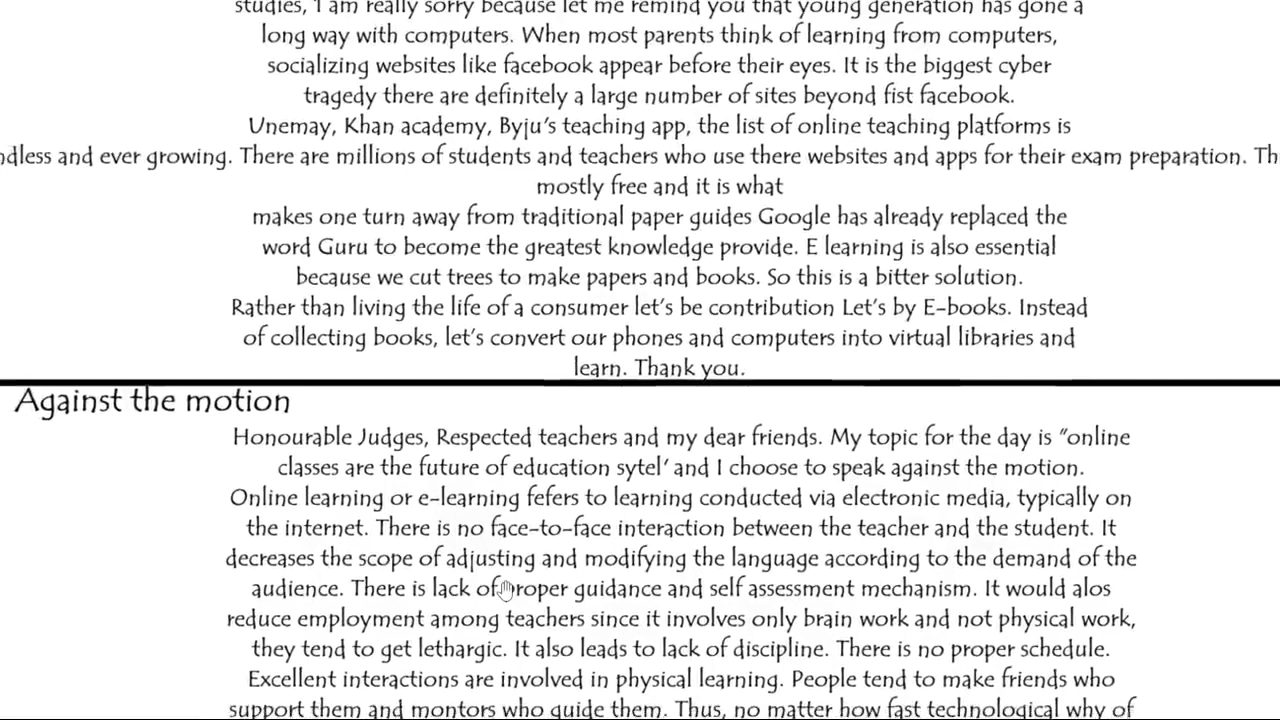 studies, I am really sorry because let me remind you that young generation has gone a
long way with computers. When most parents think of learning from computers,
socializing websites like facebook appear before their eyes. It is the biggest cyber
tragedy there are definitely a large number of sites beyond fist facebook.
Unemay, Khan academy, Byju's teaching app, the list of online teaching platforms is
ndless and ever growing. There are millions of students and teachers who use there websites and apps for their exam preparation. Th
mostly free and it is what
makes one turn away from traditional paper guides Google has already replaced the
word Guru to become the greatest knowledge provide. E learning is also essential
because we cut trees to make papers and books. So this is a bitter solution.
Rather than living the life of a consumer let's be contribution Let's by E-books. Instead
of collecting books, let's convert our phones and computers into virtual libraries and
learn. Thank you.
Against the motion
Honourable Judges, Respected teachers and my dear friends. My topic for the day is "online
classes are the future of education sytel' and I choose to speak against the motion.
Online learning or e-learning fefers to learning conducted via electronic media, typically on
the internet. There is no face-to-face interaction between the teacher and the student. It
decreases the scope of adjusting and modifying the language according to the demand of the
audience. There is lack of proper guidance and self assessment mechanism. It would alos
reduce employment among teachers since it involves only brain work and not physical work,
they tend to get lethargic. It also leads to lack of discipline. There is no proper schedule.
Excellent interactions are involved in physical learning. People tend to make friends who
support them and montors who guide them. Thus, no matter how fast technological why of